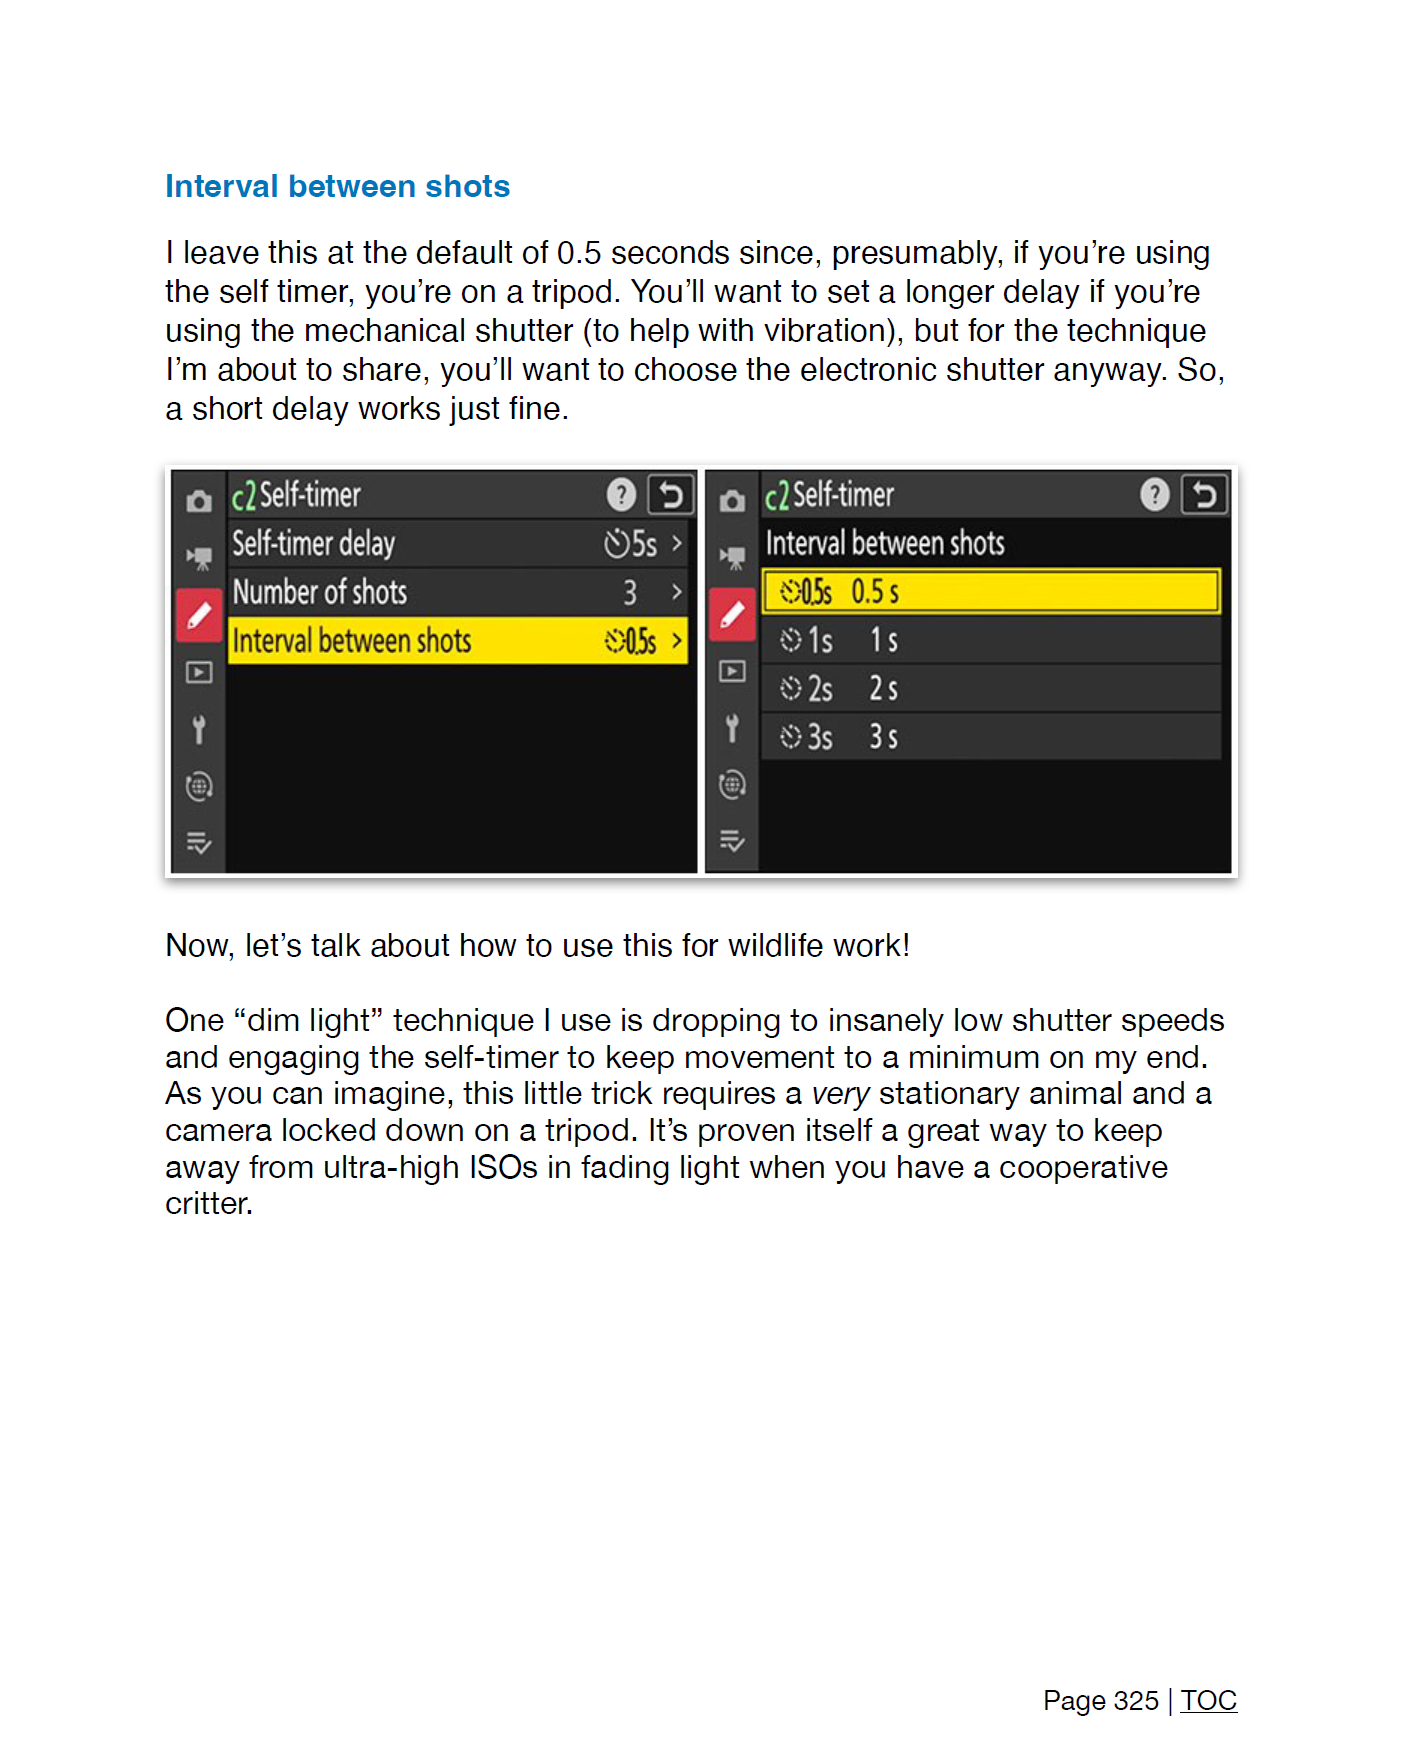 Interval between shots
I leave this at the default of 0.5 seconds since, presumably, if you’re using
the self timer, you’re on a tripod. You’ll want to set a longer delay if you’re
using the mechanical shutter (to help with vibration), but for the technique
I’m about to share, you’ll want to choose the electronic shutter anyway. So,
a short delay works just fine.
c2 Self-timer ?
Self-timer delay 5s >
Number of shots 3 >
Interval between shots 0.5s >
c2 Self-timer ?
Interval between shots
0.5s 0.5 s
1s 1 s
2s 2 s
3s 3 s
Now, let’s talk about how to use this for wildlife work!
One “dim light” technique I use is dropping to insanely low shutter speeds
and engaging the self-timer to keep movement to a minimum on my end.
As you can imagine, this little trick requires a very stationary animal and a
camera locked down on a tripod. It’s proven itself a great way to keep
away from ultra-high ISOs in fading light when you have a cooperative
critter.
Page 325 | TOC